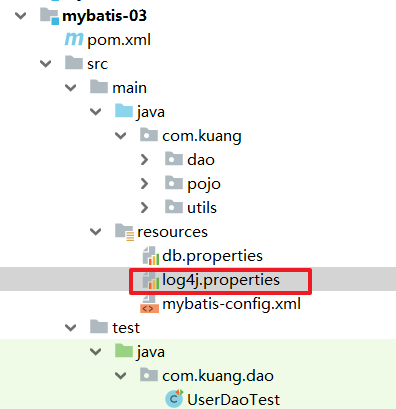 mybatis-03
pom.xml
src
main
java
com.kuang
dao
pojo
utils
resources
db.properties
log4j.properties
mybatis-config.xml
test
java
com.kuang.dao
UserDaoTest